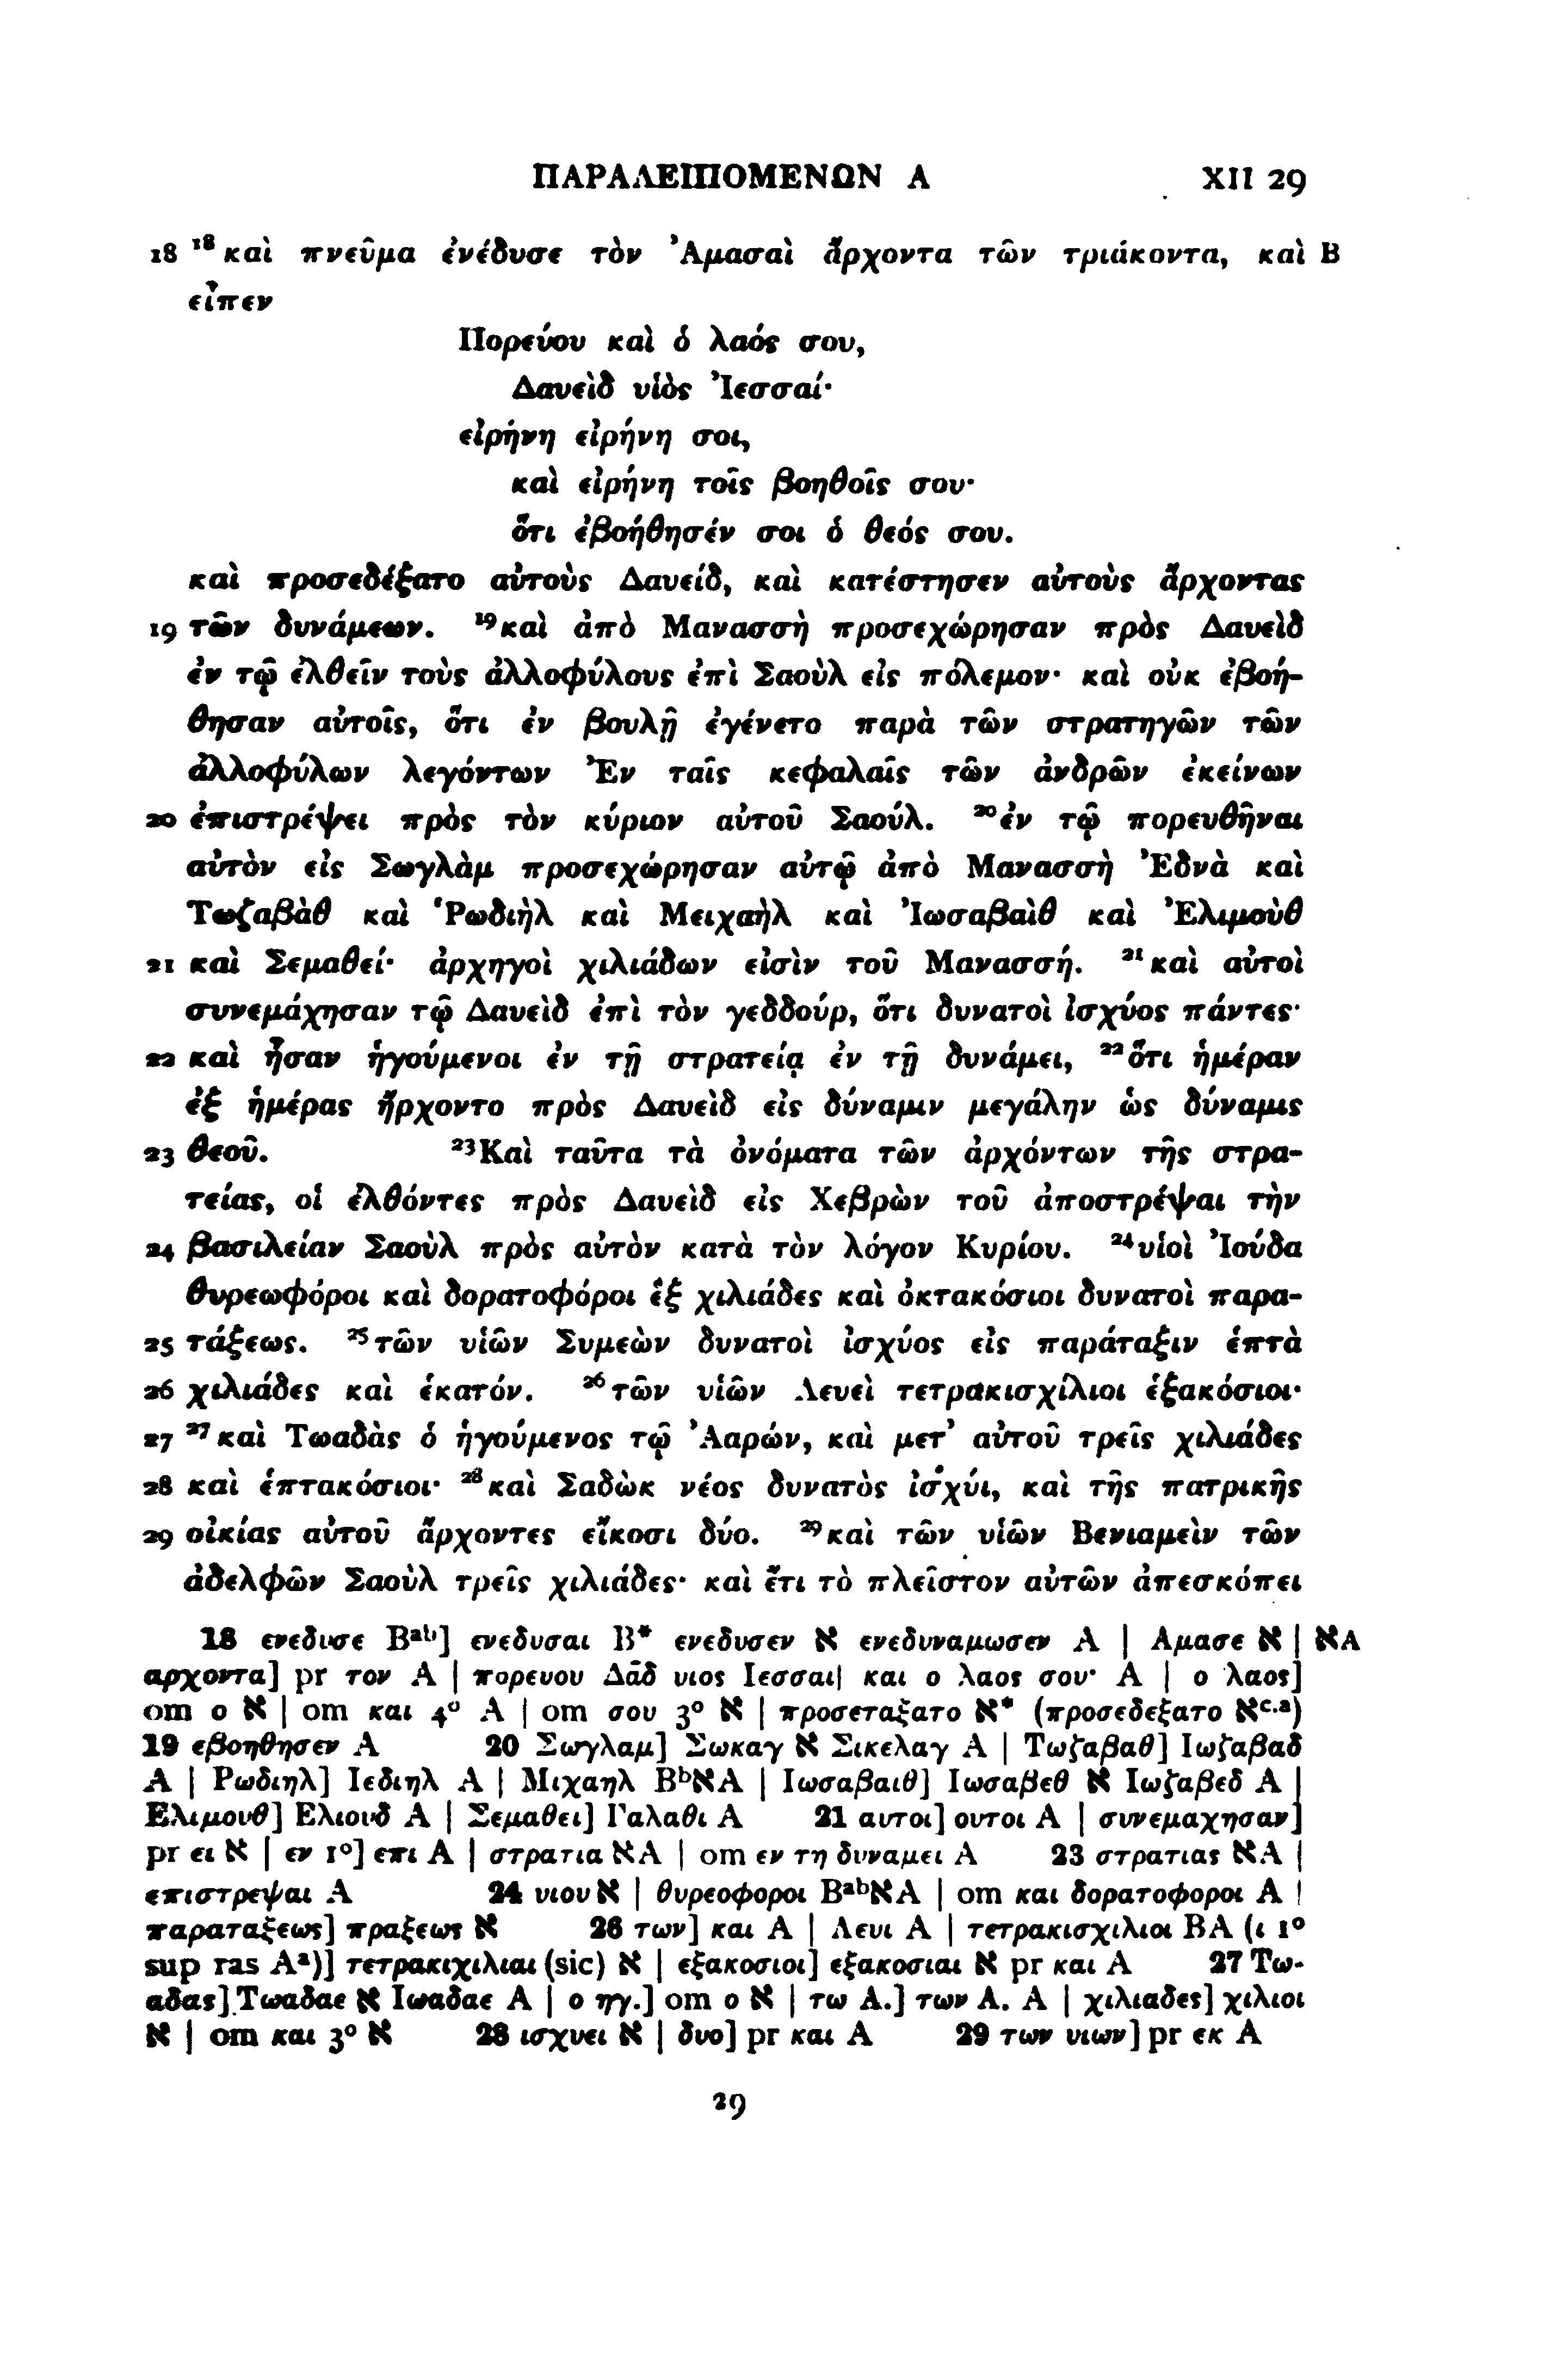 ΠΑΡΑΛΕΙΠΟΜΕΝΩΝ Α XII 29
18 ¹⁸καὶ πνεῦμα ἐνέδυσε τὸν Ἀμασαὶ ἄρχοντα τῶν τριάκοντα, καὶ B
εἶπεν
Πορεύου καὶ ὁ λαός σου,
Δαυεὶδ υἱὸς Ἰεσσαί·
εἰρήνη εἰρήνη σοι,
καὶ εἰρήνη τοῖς βοηθοῖς σου·
ὅτι ἐβοήθησέν σοι ὁ θεός σου.
καὶ προσεδέξατο αὐτοὺς Δαυείδ, καὶ κατέστησεν αὐτοὺς ἄρχοντας
19 τῶν δυνάμεων. ¹⁹καὶ ἀπὸ Μανασσὴ προσεχώρησαν πρὸς Δαυεὶδ
ἐν τῷ ἐλθεῖν τοὺς ἀλλοφύλους ἐπὶ Σαοὺλ εἰς πόλεμον· καὶ οὐκ ἐβοή-
θησαν αὐτοῖς, ὅτι ἐν βουλῇ ἐγένετο παρὰ τῶν στρατηγῶν τῶν
ἀλλοφύλων λεγόντων Ἐν ταῖς κεφαλαῖς τῶν ἀνδρῶν ἐκείνων
20 ἐπιστρέψει πρὸς τὸν κύριον αὐτοῦ Σαούλ. ²⁰ἐν τῷ πορευθῆναι
αὐτὸν εἰς Σωγλὰμ προσεχώρησαν αὐτῷ ἀπὸ Μανασσὴ Ἐδνὰ καὶ
Τωζαβὰθ καὶ Ῥωδιὴλ καὶ Μειχαὴλ καὶ Ἰωσαβαὶθ καὶ Ἐλιμοὺθ
21 καὶ Σεμαθεί· ἀρχηγοὶ χιλιάδων εἰσὶν τοῦ Μανασσή. ²¹καὶ αὐτοὶ
συνεμάχησαν τῷ Δαυεὶδ ἐπὶ τὸν γεδδούρ, ὅτι δυνατοὶ ἰσχύος πάντες·
22 καὶ ἦσαν ἡγούμενοι ἐν τῇ στρατείᾳ ἐν τῇ δυνάμει, ²²ὅτι ἡμέραν
ἐξ ἡμέρας ἤρχοντο πρὸς Δαυεὶδ εἰς δύναμιν μεγάλην ὡς δύναμις
23 θεοῦ. ²³Καὶ ταῦτα τὰ ὀνόματα τῶν ἀρχόντων τῆς στρα-
τείας, οἱ ἐλθόντες πρὸς Δαυεὶδ εἰς Χεβρὼν τοῦ ἀποστρέψαι τὴν
24 βασιλείαν Σαοὺλ πρὸς αὐτὸν κατὰ τὸν λόγον Κυρίου. ²⁴υἱοὶ Ἰούδα
θυρεωφόροι καὶ δορατοφόροι ἓξ χιλιάδες καὶ ὀκτακόσιοι δυνατοὶ παρα-
25 τάξεως. ²⁵τῶν υἱῶν Συμεὼν δυνατοὶ ἰσχύος εἰς παράταξιν ἑπτὰ
26 χιλιάδες καὶ ἑκατόν. ²⁶τῶν υἱῶν Λευεὶ τετρακισχίλιοι ἑξακόσιοι·
27 ²⁷καὶ Τωαδὰς ὁ ἡγούμενος τῷ Ἀαρών, καὶ μετ’ αὐτοῦ τρεῖς χιλιάδες
28 καὶ ἑπτακόσιοι· ²⁸καὶ Σαδὼκ νέος δυνατὸς ἰσχύι, καὶ τῆς πατρικῆς
29 οἰκίας αὐτοῦ ἄρχοντες εἴκοσι δύο. ²⁹καὶ τῶν υἱῶν Βενιαμεὶν τῶν
ἀδελφῶν Σαοὺλ τρεῖς χιλιάδες· καὶ ἔτι τὸ πλεῖστον αὐτῶν ἀπεσκόπει
18 ενεδυσε Bᵃᵇ] ενεδυσαι B* ενεδυσεν א ενεδυναμωσεν A | Αμασε א | אA
αρχοντα] pr τον A | πορευου Δᾱδ υιος Ιεσσαι| και ο λαος σου· A | ο λαος]
om ο א | om και 4° A | om σου 3° א | προσεταξατο א* (προσεδεξατο אᶜ·ᵃ)
19 εβοηθησεν A 20 Σωγλαμ] Σωκαγ א Σικελαγ A | Τωζαβαθ] Ιωζαβαδ
A | Ρωδιηλ] Ιεδιηλ A | Μιχαηλ BᵇאA | Ιωσαβαιθ] Ιωσαβεθ א Ιωζαβεδ A |
Ελιμουθ] Ελιουδ A | Σεμαθει] Γαλαθι A 21 αυτοι] ουτοι A | συνεμαχησαν]
pr ει א | εν 1°] επι A | στρατια אA | om εν τη δυναμει A 23 στρατιας אA |
επιστρεψαι A 24 υιου א | θυρεοφοροι BᵃᵇאA | om και δορατοφοροι A |
παραταξεως] πραξεως א 26 των] και A | Λευι A | τετρακισχιλιοι BA (ι 1°
sup ras Aᵃ)] τετρακιχιλιαι (sic) א | εξακοσιοι] εξακοσιαι א pr και A 27 Τω-
αδας] Τωαδαε א Ιωαδαε A | ο ηγ.] om ο א | τω Α.] των Α. A | χιλιαδες] χιλιοι
א | om και 3° א 28 ισχυει א | δυο] pr και A 29 των υιων] pr εκ A
29